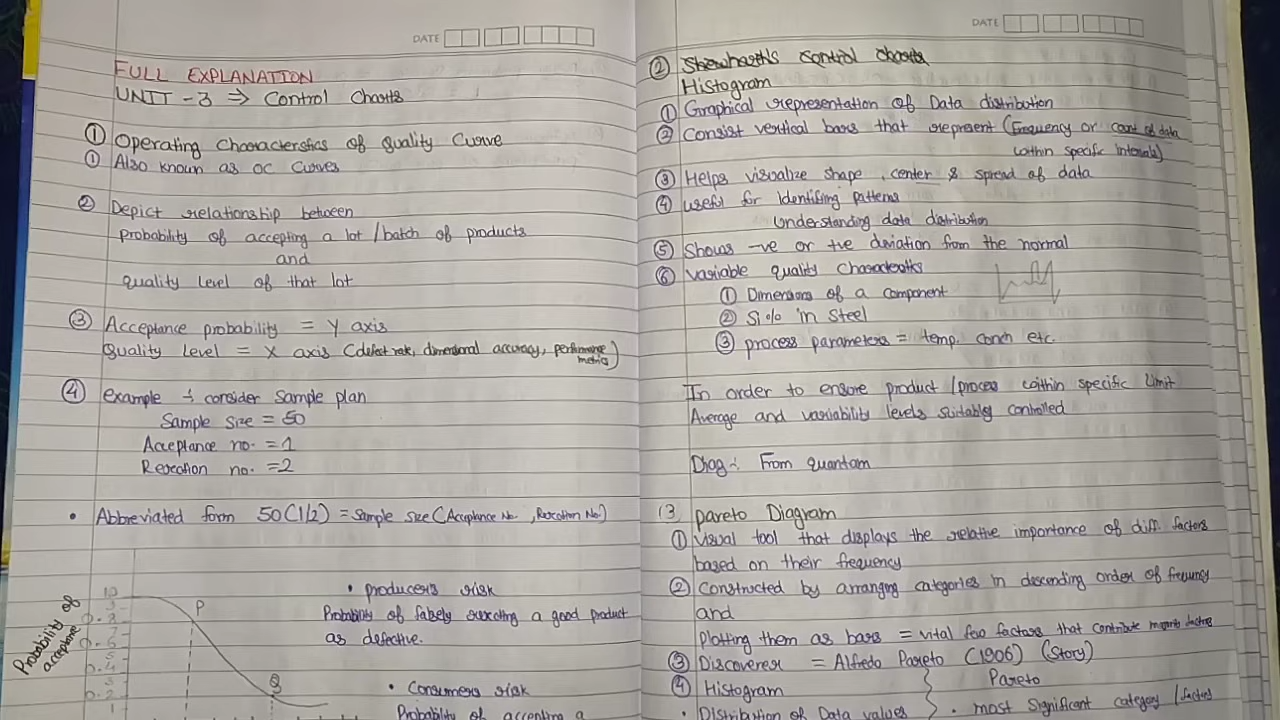 DATE
FULL EXPLANATION
UNIT - 3 ⇒ Control Charts
① Operating Characteristics of Quality Curve
① Also known as OC Curves
② Depict relationship between
probability of accepting a lot / batch of products
and
quality level of that lot
③ Acceptance probability = Y axis
Quality Level = X axis (defect rate, dimensional accuracy, performance metrics)
④ Example ÷ consider Sample plan
Sample size = 50
Acceptance no. = 1
Rejection no. = 2
• Abbreviated form 50(1/2) = Sample size (Acceptance No., Rejection No.)
• producer's risk
Probability of falsely rejecting a good product
as defective.
• Consumers risk
Probability of accepting a
Probability of
acceptance
P
Q
DATE
② Shewhart's control charts
Histogram
① Graphical representation of Data distribution
② Consist vertical bars that represent (Frequency or count of data
within specific intervals)
③ Helps visualize shape, center & spread of data
④ useful for Identifying patterns
Understanding data distribution
⑤ Shows -ve or +ve deviation from the normal
⑥ Variable quality Characteristics
① Dimensions of a component
② Si% in Steel
③ process parameters = temp. conch etc.
In order to ensure product / process within specific limit
Average and variability levels suitably controlled
Diag ÷ From quantam
(3 Pareto Diagram
① Visual tool that displays the relative importance of diff. factors
based on their frequency
② Constructed by arranging categories in descending order of frequency
and
plotting them as bars = vital few factors that contribute
③ Discoverer = Alfredo Pareto (1906) (Story)
④ Histogram
Pareto
• Distribution of Data values
• most significant category / factors